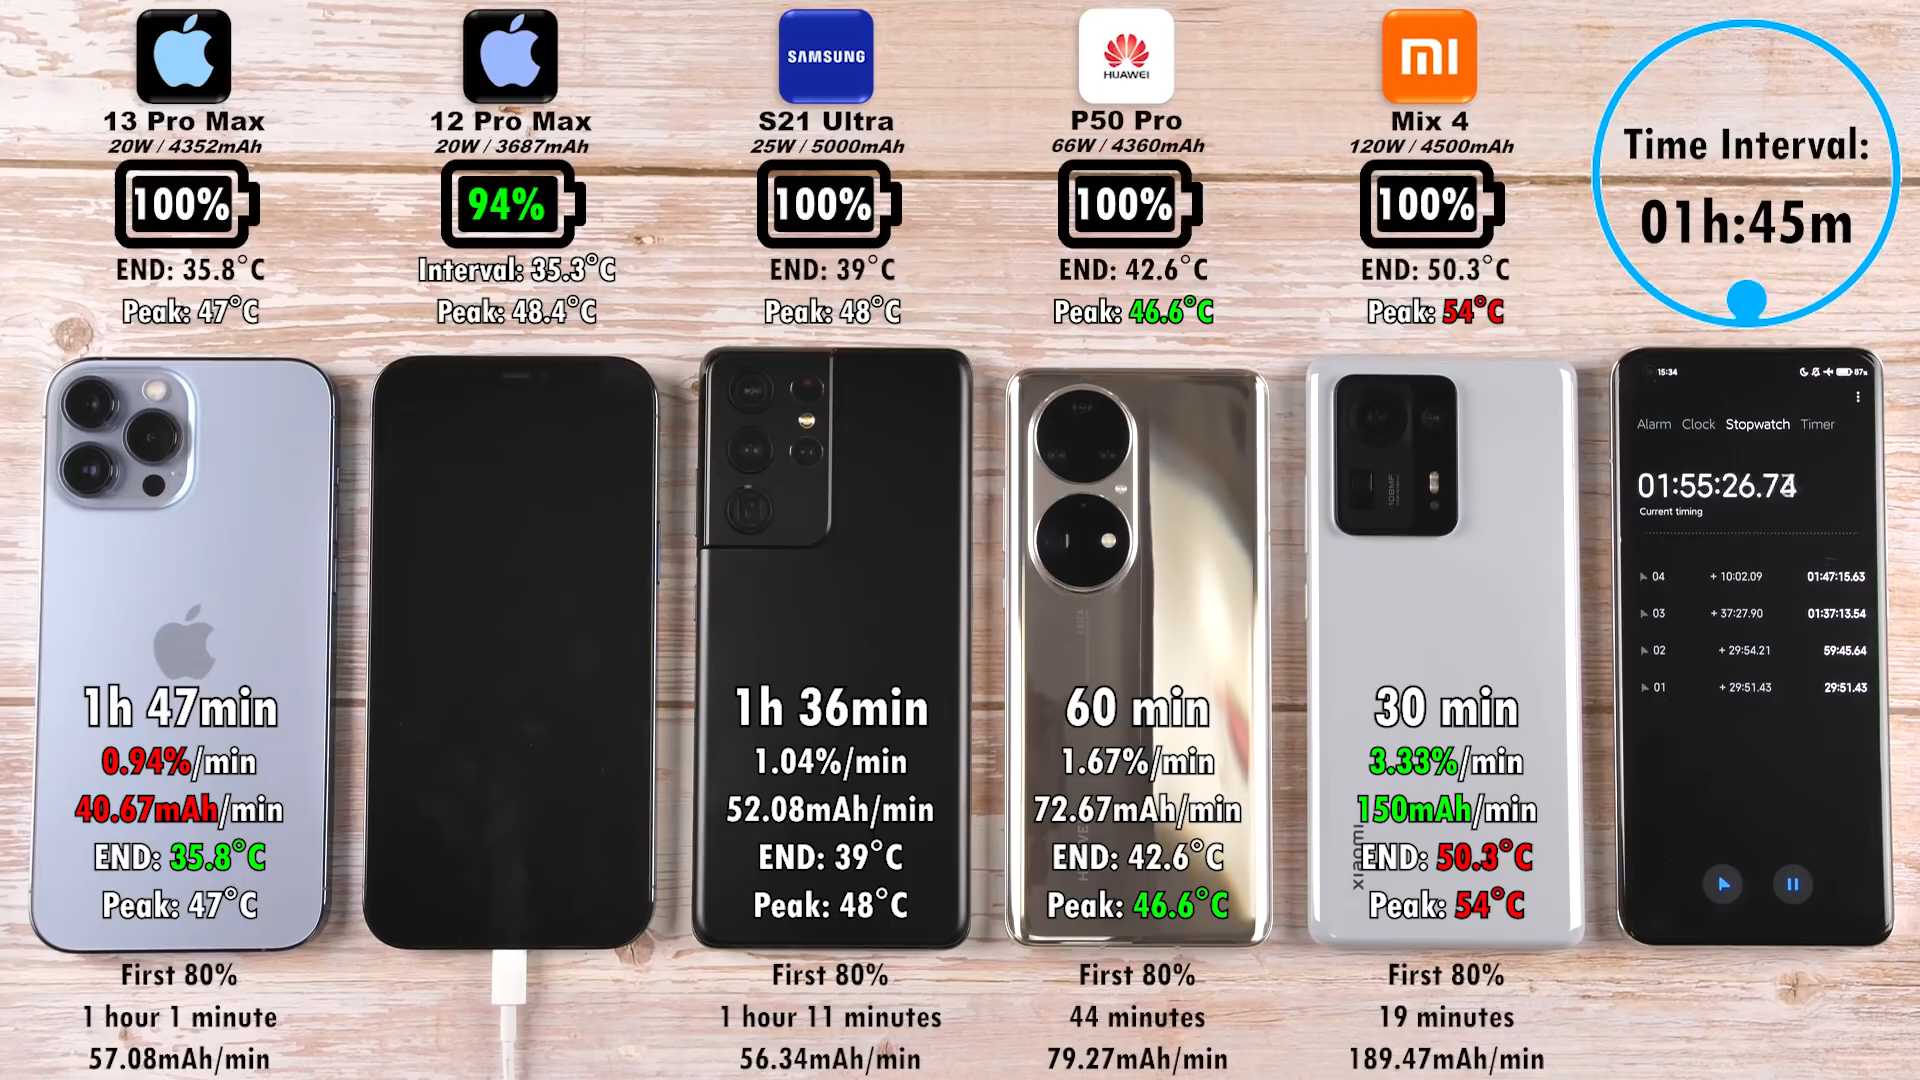 SAMSUNG
HUAWEI
13 Pro Max
20W / 4352mAh
100%
END: 35.8°C
Peak: 47°C
12 Pro Max
20W / 3687mAh
94%
Interval: 35.3°C
Peak: 48.4°C
S21 Ultra
25W / 5000mAh
100%
END: 39°C
Peak: 48°C
P50 Pro
66W / 4360mAh
100%
END: 42.6°C
Peak: 46.6°C
mi
Mix 4
120W / 4500mAh
100%
END: 50.3°C
Peak: 54°C
Time Interval:
01h:45m
15:34
87%
Alarm Clock Stopwatch Timer
01:55:26.7
Current timing
04 + 10:02.09 01:47:15.63
03 + 37:27.90 01:37:13.54
02 + 29:54.21 59:45.64
01 + 29:51.43 29:51.43
1h 47min
0.94%/min
40.67mAh/min
END: 35.8°C
Peak: 47°C
First 80%
1 hour 1 minute
57.08mAh/min
1h 36min
1.04%/min
52.08mAh/min
END: 39°C
Peak: 48°C
First 80%
1 hour 11 minutes
56.34mAh/min
LEICA
60 min
1.67%/min
72.67mAh/min
END: 42.6°C
Peak: 46.6°C
First 80%
44 minutes
79.27mAh/min
108MP
xiaomi
30 min
3.33%/min
150mAh/min
END: 50.3°C
Peak: 54°C
First 80%
19 minutes
189.47mAh/min